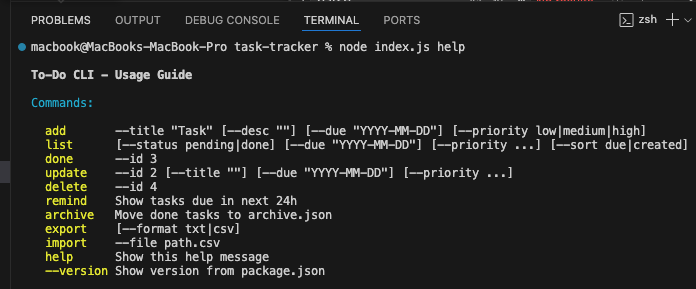 PROBLEMS OUTPUT DEBUG CONSOLE TERMINAL PORTS zsh
macbook@MacBooks-MacBook-Pro task-tracker % node index.js help
To-Do CLI - Usage Guide
Commands:
add --title "Task" [--desc ""] [--due "YYYY-MM-DD"] [--priority low|medium|high]
list [--status pending|done] [--due "YYYY-MM-DD"] [--priority ...] [--sort due|created]
done --id 3
update --id 2 [--title ""] [--due "YYYY-MM-DD"] [--priority ...]
delete --id 4
remind Show tasks due in next 24h
archive Move done tasks to archive.json
export [--format txt|csv]
import --file path.csv
help Show this help message
--version Show version from package.json